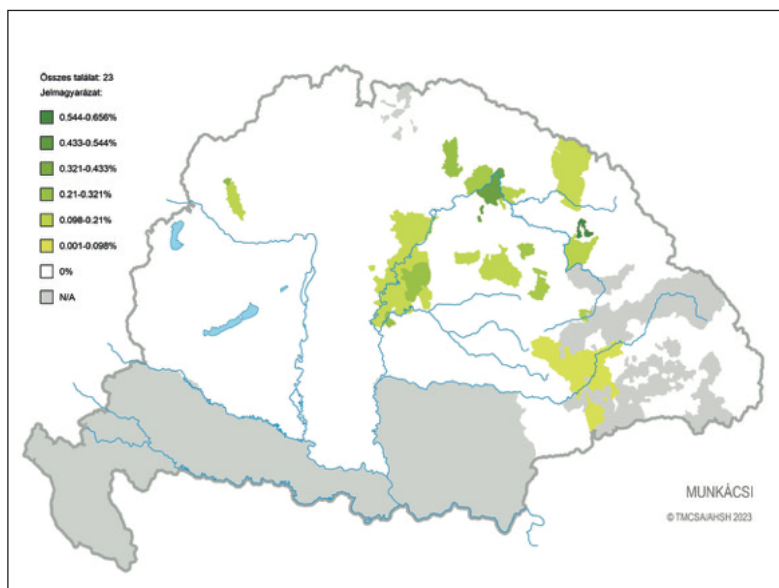 Összes találat: 23
Jelmagyarázat:
0.544-0.656%
0.433-0.544%
0.321-0.433%
0.21-0.321%
0.098-0.21%
0.001-0.098%
0%
N/A
MUNKÁCSI
© TMCSA/AHSH 2023